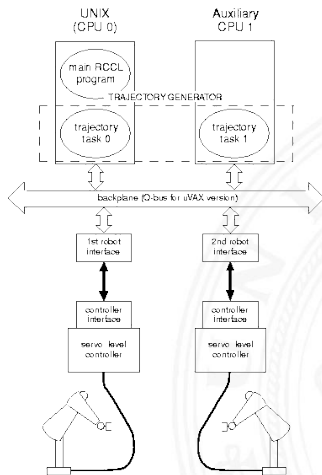 UNIX
(CPU 0)
Auxiliary
CPU 1
main RCCL
program
TRAJECTORY GENERATOR
trajectory
task 0
trajectory
task 1
backplane (Q-bus for uVAX version)
1st robot
interface
2nd robot
interface
controller
interface
controller
interface
servo level
controller
servo level
controller